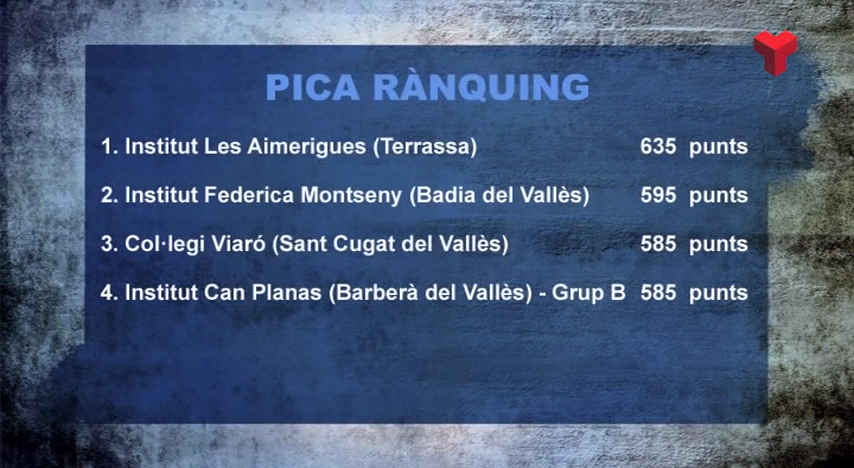 PICA RÀNQUING
1. Institut Les Aimerigues (Terrassa) 635 punts
2. Institut Federica Montseny (Badia del Vallès) 595 punts
3. Col·legi Viaró (Sant Cugat del Vallès) 585 punts
4. Institut Can Planas (Barberà del Vallès) - Grup B 585 punts